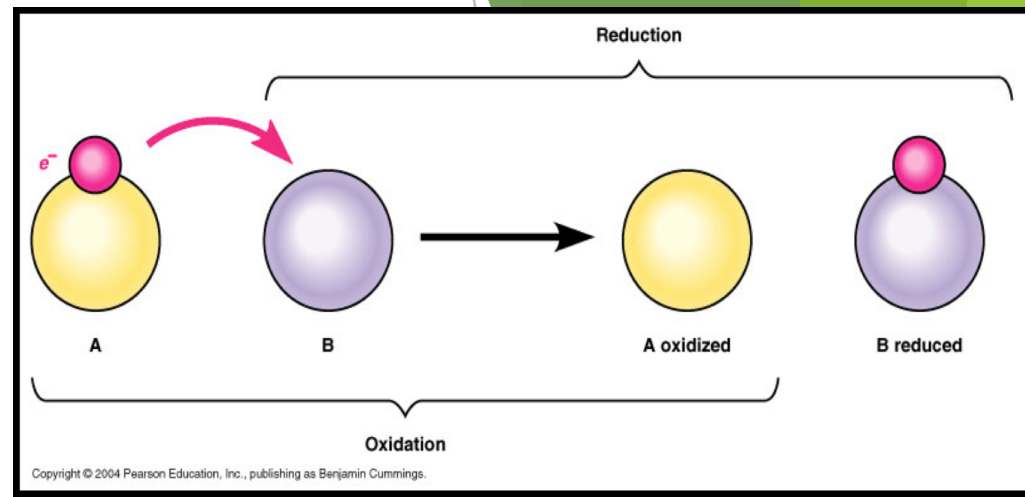 Reduction
e⁻
A
B
A oxidized
B reduced
Oxidation
Copyright © 2004 Pearson Education, Inc., publishing as Benjamin Cummings.